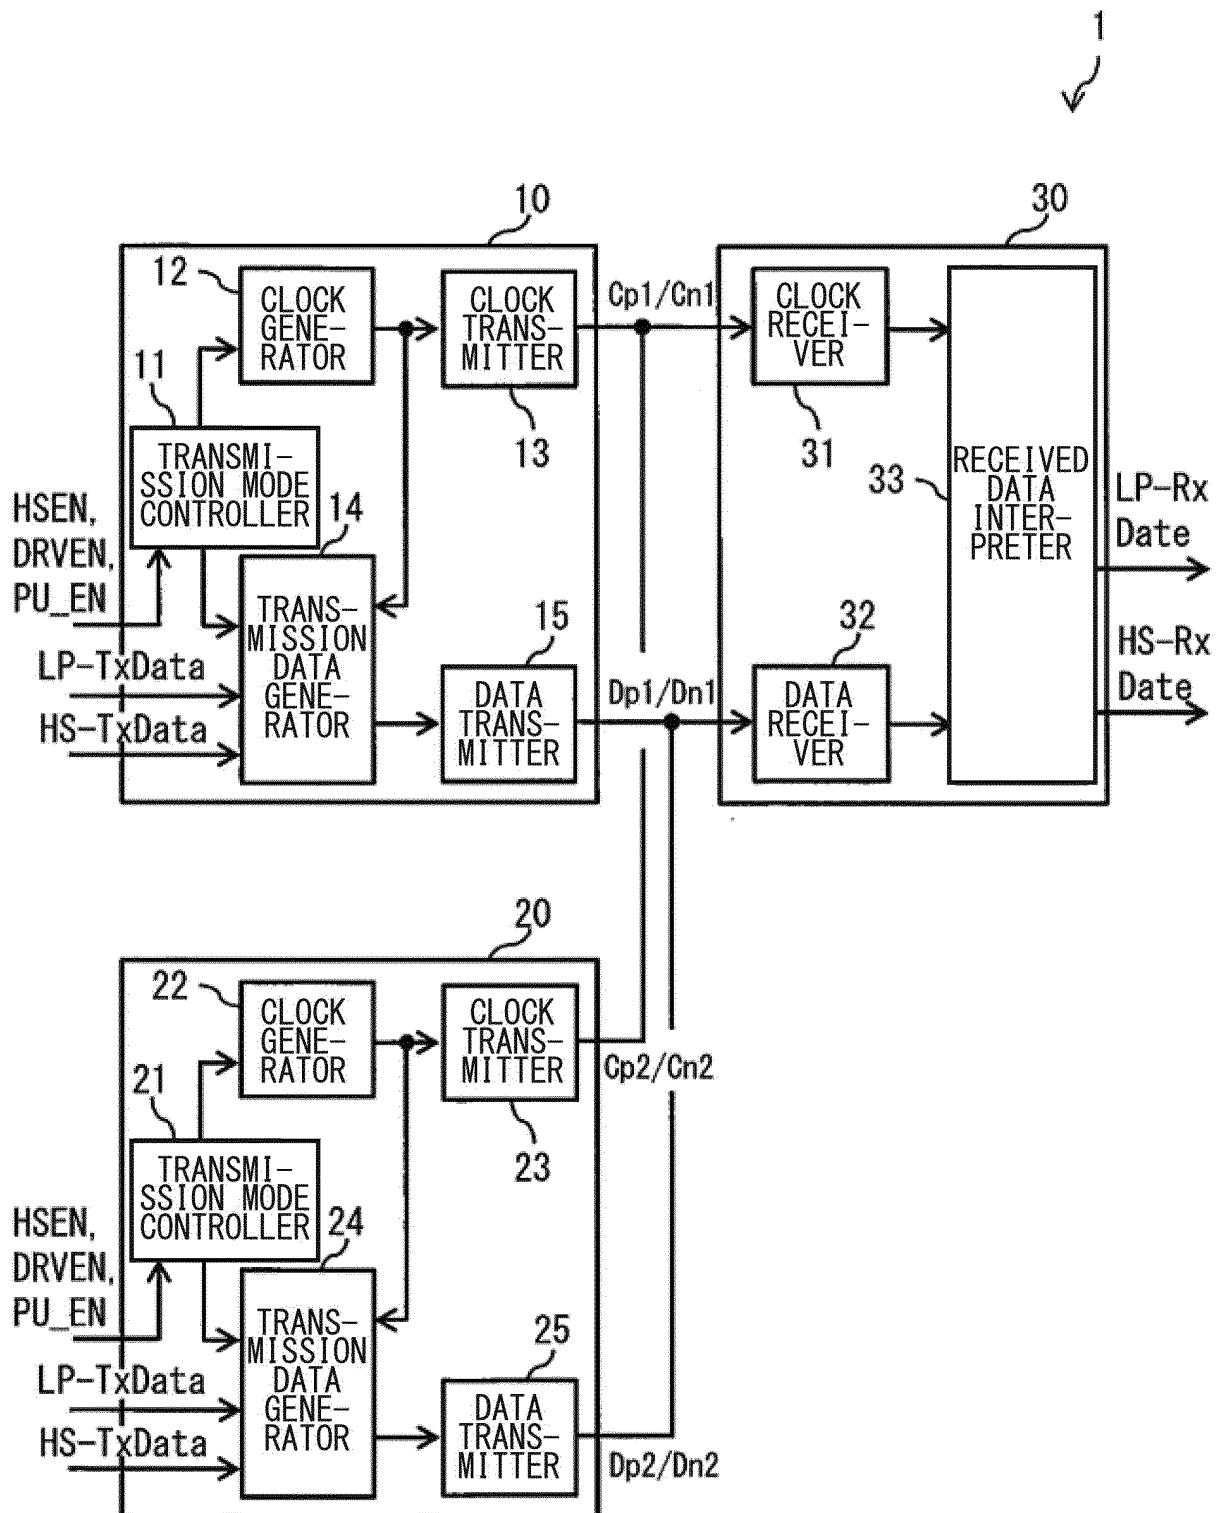 1
10
30
12
CLOCK
GENE-
RATOR
CLOCK
TRANS-
MITTER
Cp1/Cn1
CLOCK
RECEI-
VER
11
13
31
TRANSMI-
SSION MODE
CONTROLLER
33
RECEIVED
DATA
INTER-
PRETER
LP-Rx
Date
HSEN,
DRVEN,
PU_EN
14
TRANS-
MISSION
DATA
GENE-
RATOR
15
32
HS-Rx
Date
LP-TxData
HS-TxData
DATA
TRANS-
MITTER
Dp1/Dn1
DATA
RECEI-
VER
20
22
CLOCK
GENE-
RATOR
CLOCK
TRANS-
MITTER
Cp2/Cn2
21
23
TRANSMI-
SSION MODE
CONTROLLER
HSEN,
DRVEN,
PU_EN
24
TRANS-
MISSION
DATA
GENE-
RATOR
25
LP-TxData
HS-TxData
DATA
TRANS-
MITTER
Dp2/Dn2